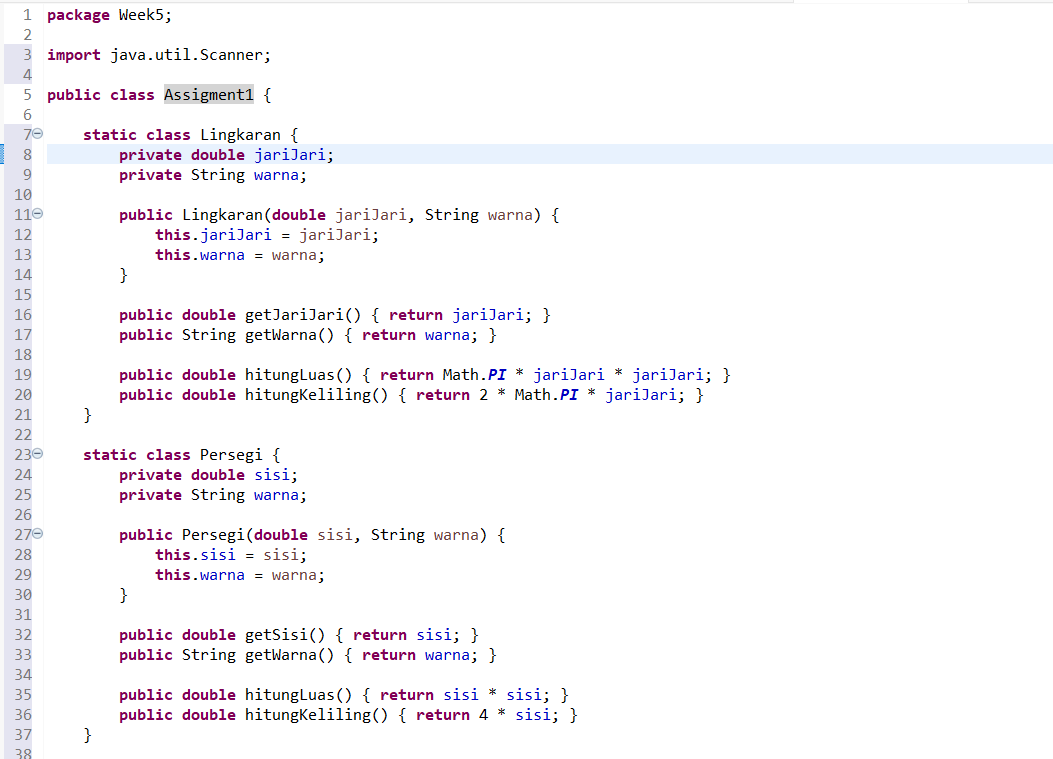 1 package Week5;
2
3 import java.util.Scanner;
4
5 public class Assigment1 {
6
7 static class Lingkaran {
8 private double jariJari;
9 private String warna;
10
11 public Lingkaran(double jariJari, String warna) {
12 this.jariJari = jariJari;
13 this.warna = warna;
14 }
15
16 public double getJariJari() { return jariJari; }
17 public String getWarna() { return warna; }
18
19 public double hitungLuas() { return Math.PI * jariJari * jariJari; }
20 public double hitungKeliling() { return 2 * Math.PI * jariJari; }
21 }
22
23 static class Persegi {
24 private double sisi;
25 private String warna;
26
27 public Persegi(double sisi, String warna) {
28 this.sisi = sisi;
29 this.warna = warna;
30 }
31
32 public double getSisi() { return sisi; }
33 public String getWarna() { return warna; }
34
35 public double hitungLuas() { return sisi * sisi; }
36 public double hitungKeliling() { return 4 * sisi; }
37 }
38